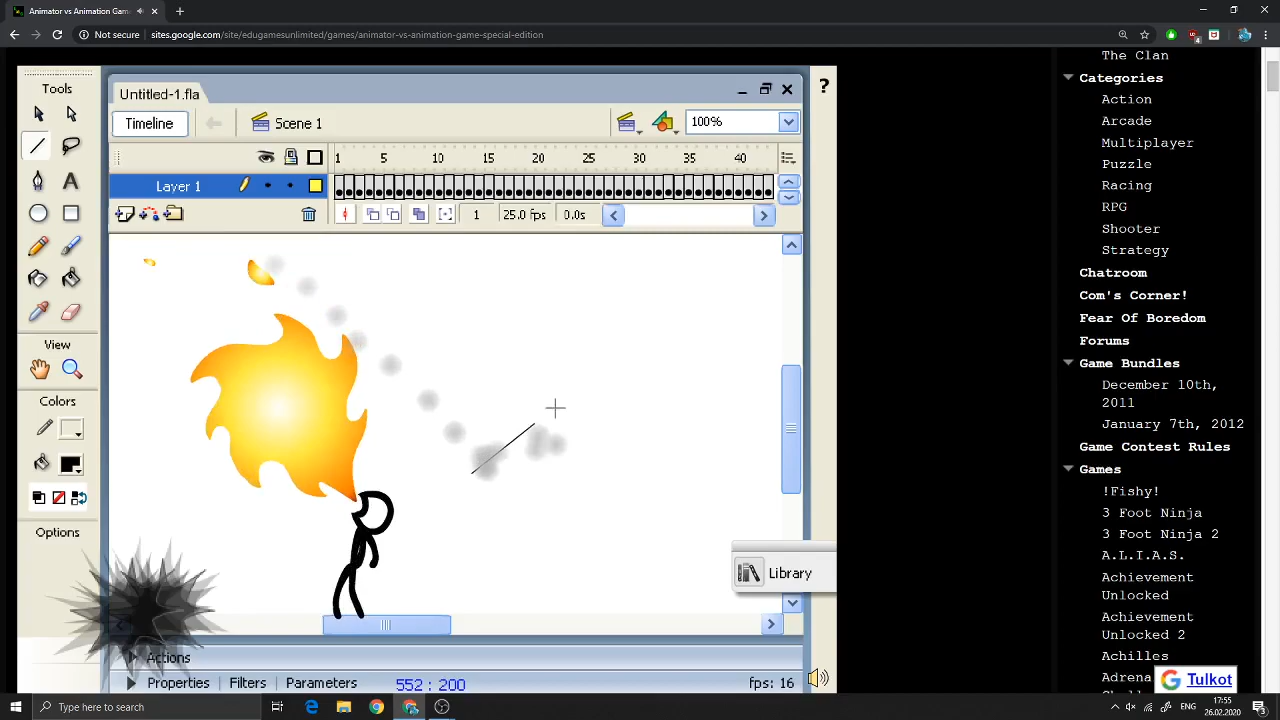 Animator vs Animation Gam
Not secure
sites.google.com/site/edugamesunlimited/games/animator-vs-animation-game-special-edition
4
Tools
View
Colors
Options
Untitled-1.fla
?
Timeline
Scene 1
100%
1 5 10 15 20 25 30 35 40
Layer 1
1 25.0 fps 0.0s
A
Library
Actions
Properties Filters Parameters 552 : 200 fps: 16
The Clan
Categories
Action
Arcade
Multiplayer
Puzzle
Racing
RPG
Shooter
Strategy
Chatroom
Com's Corner!
Fear Of Boredom
Forums
Game Bundles
December 10th,
2011
January 7th, 2012
Game Contest Rules
Games
!Fishy!
3 Foot Ninja
3 Foot Ninja 2
A.L.I.A.S.
Achievement
Unlocked
Achievement
Unlocked 2
Achilles
Adrena
Tulkot
Type here to search
ENG
17:55
26.02.2020
3